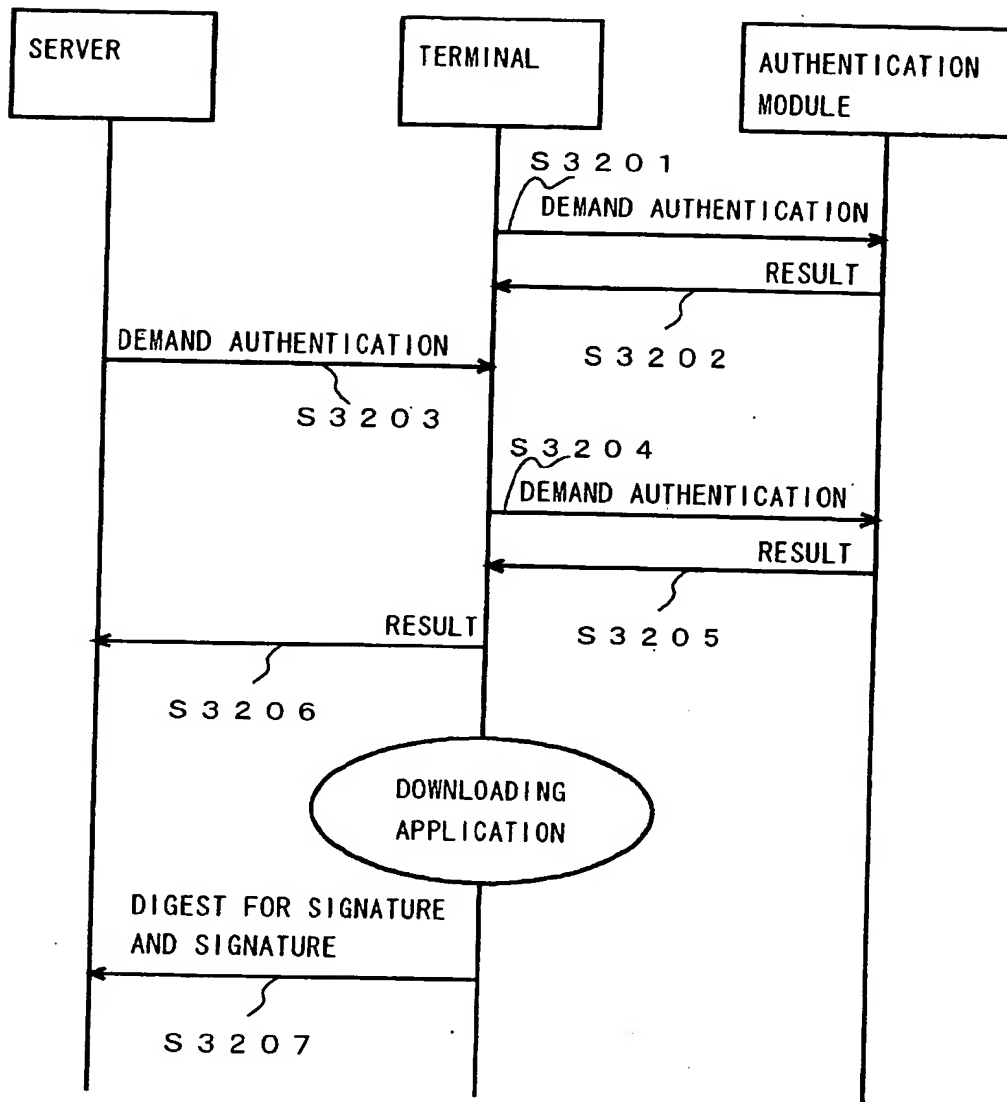 SERVER
TERMINAL
AUTHENTICATION
MODULE
S3201
DEMAND AUTHENTICATION
RESULT
S3202
DEMAND AUTHENTICATION
S3203
S3204
DEMAND AUTHENTICATION
RESULT
S3205
RESULT
S3206
DOWNLOADING
APPLICATION
DIGEST FOR SIGNATURE
AND SIGNATURE
S3207